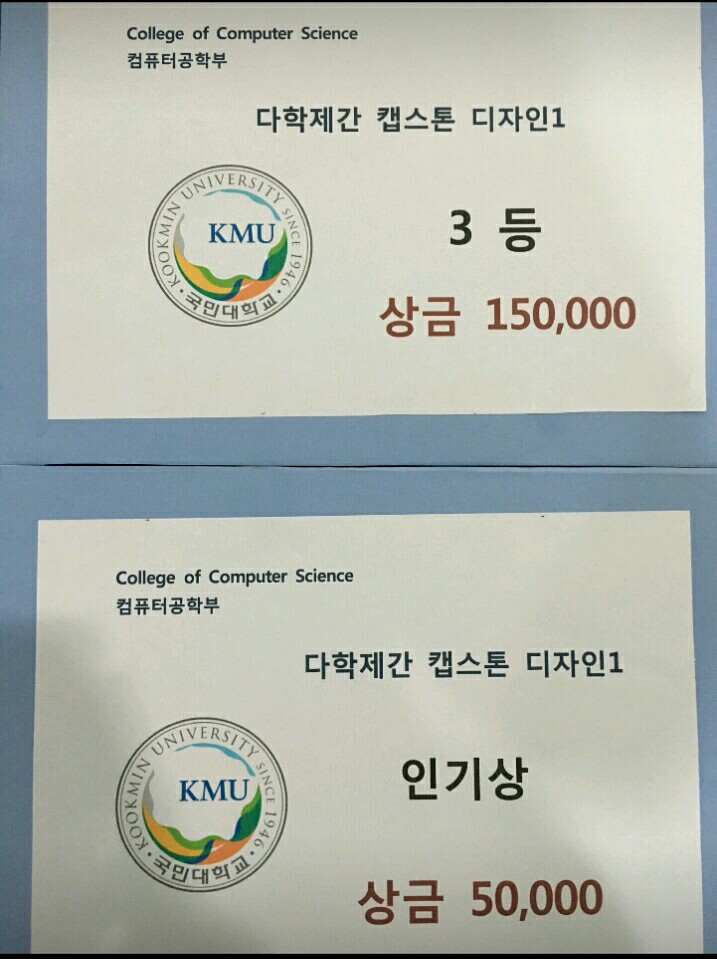 College of Computer Science
컴퓨터공학부
다학제간 캡스톤 디자인1
KOOKMIN UNIVERSITY SINCE 1946
KMU
국민대학교
3 등
상금 150,000
College of Computer Science
컴퓨터공학부
다학제간 캡스톤 디자인1
KOOKMIN UNIVERSITY SINCE 1946
KMU
국민대학교
인기상
상금 50,000